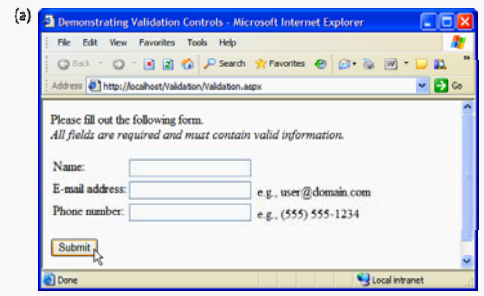 (a)
Demonstrating Validation Controls - Microsoft Internet Explorer
File Edit View Favorites Tools Help
Back Search Favorites
Address http://localhost/Validation/Validation.aspx Go
Please fill out the following form.
All fields are required and must contain valid information.
Name:
E-mail address: e.g., user@domain.com
Phone number: e.g., (555) 555-1234
Submit
Done Local intranet